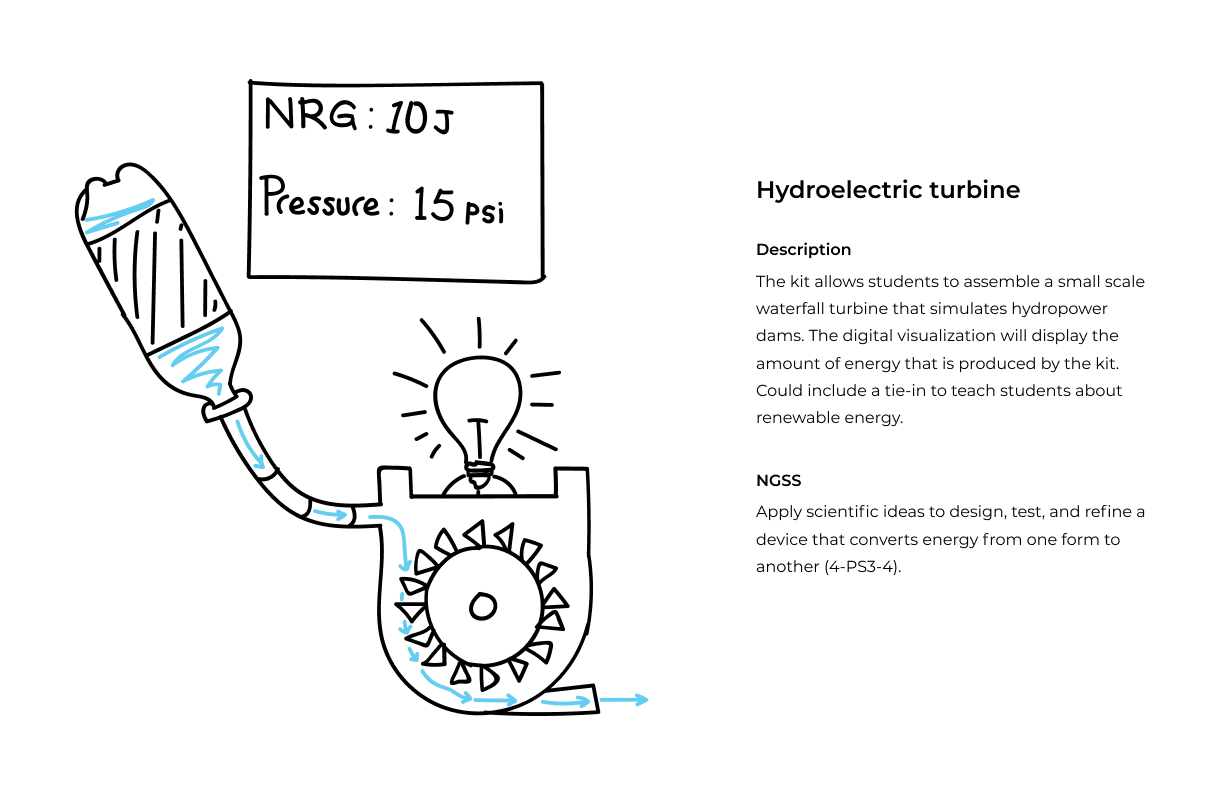 NRG: 10J
Pressure: 15 psi
Hydroelectric turbine
Description
The kit allows students to assemble a small scale
waterfall turbine that simulates hydropower
dams. The digital visualization will display the
amount of energy that is produced by the kit.
Could include a tie-in to teach students about
renewable energy.
NGSS
Apply scientific ideas to design, test, and refine a
device that converts energy from one form to
another (4-PS3-4).